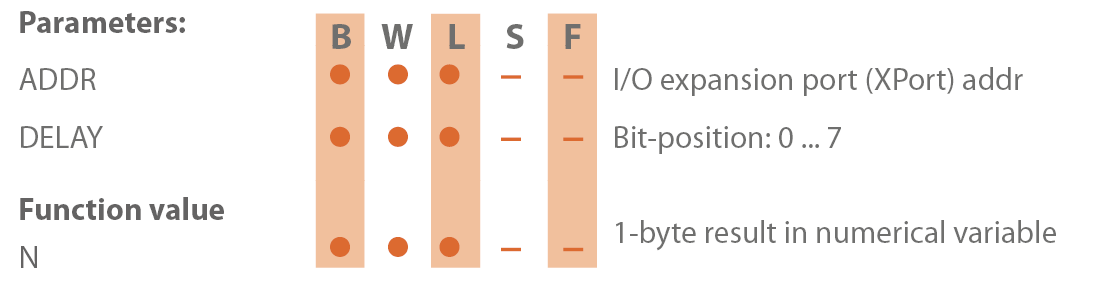 Parameters: B W L S F
ADDR ● ● ● – – I/O expansion port (XPort) addr
DELAY ● ● ● – – Bit-position: 0 ... 7
Function value
1-byte result in numerical variable
N ● ● ● – –